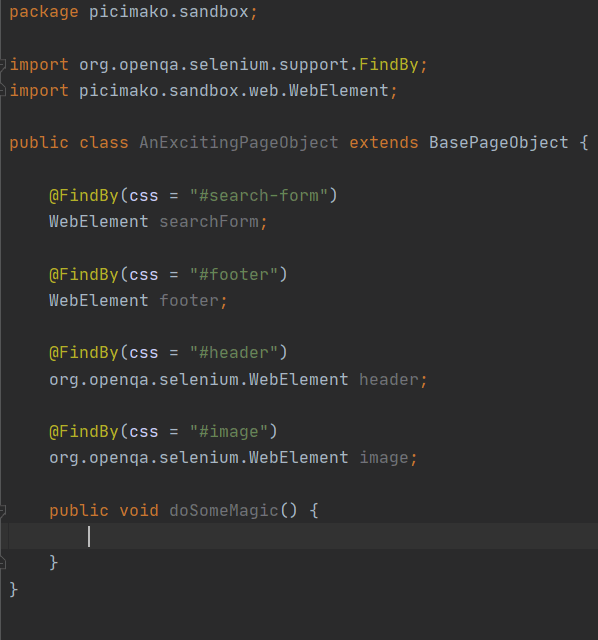 package picimako.sandbox;
import org.openqa.selenium.support.FindBy;
import picimako.sandbox.web.WebElement;
public class AnExcitingPageObject extends BasePageObject {
@FindBy(css = "#search-form")
WebElement searchForm;
@FindBy(css = "#footer")
WebElement footer;
@FindBy(css = "#header")
org.openqa.selenium.WebElement header;
@FindBy(css = "#image")
org.openqa.selenium.WebElement image;
public void doSomeMagic() {
}
}